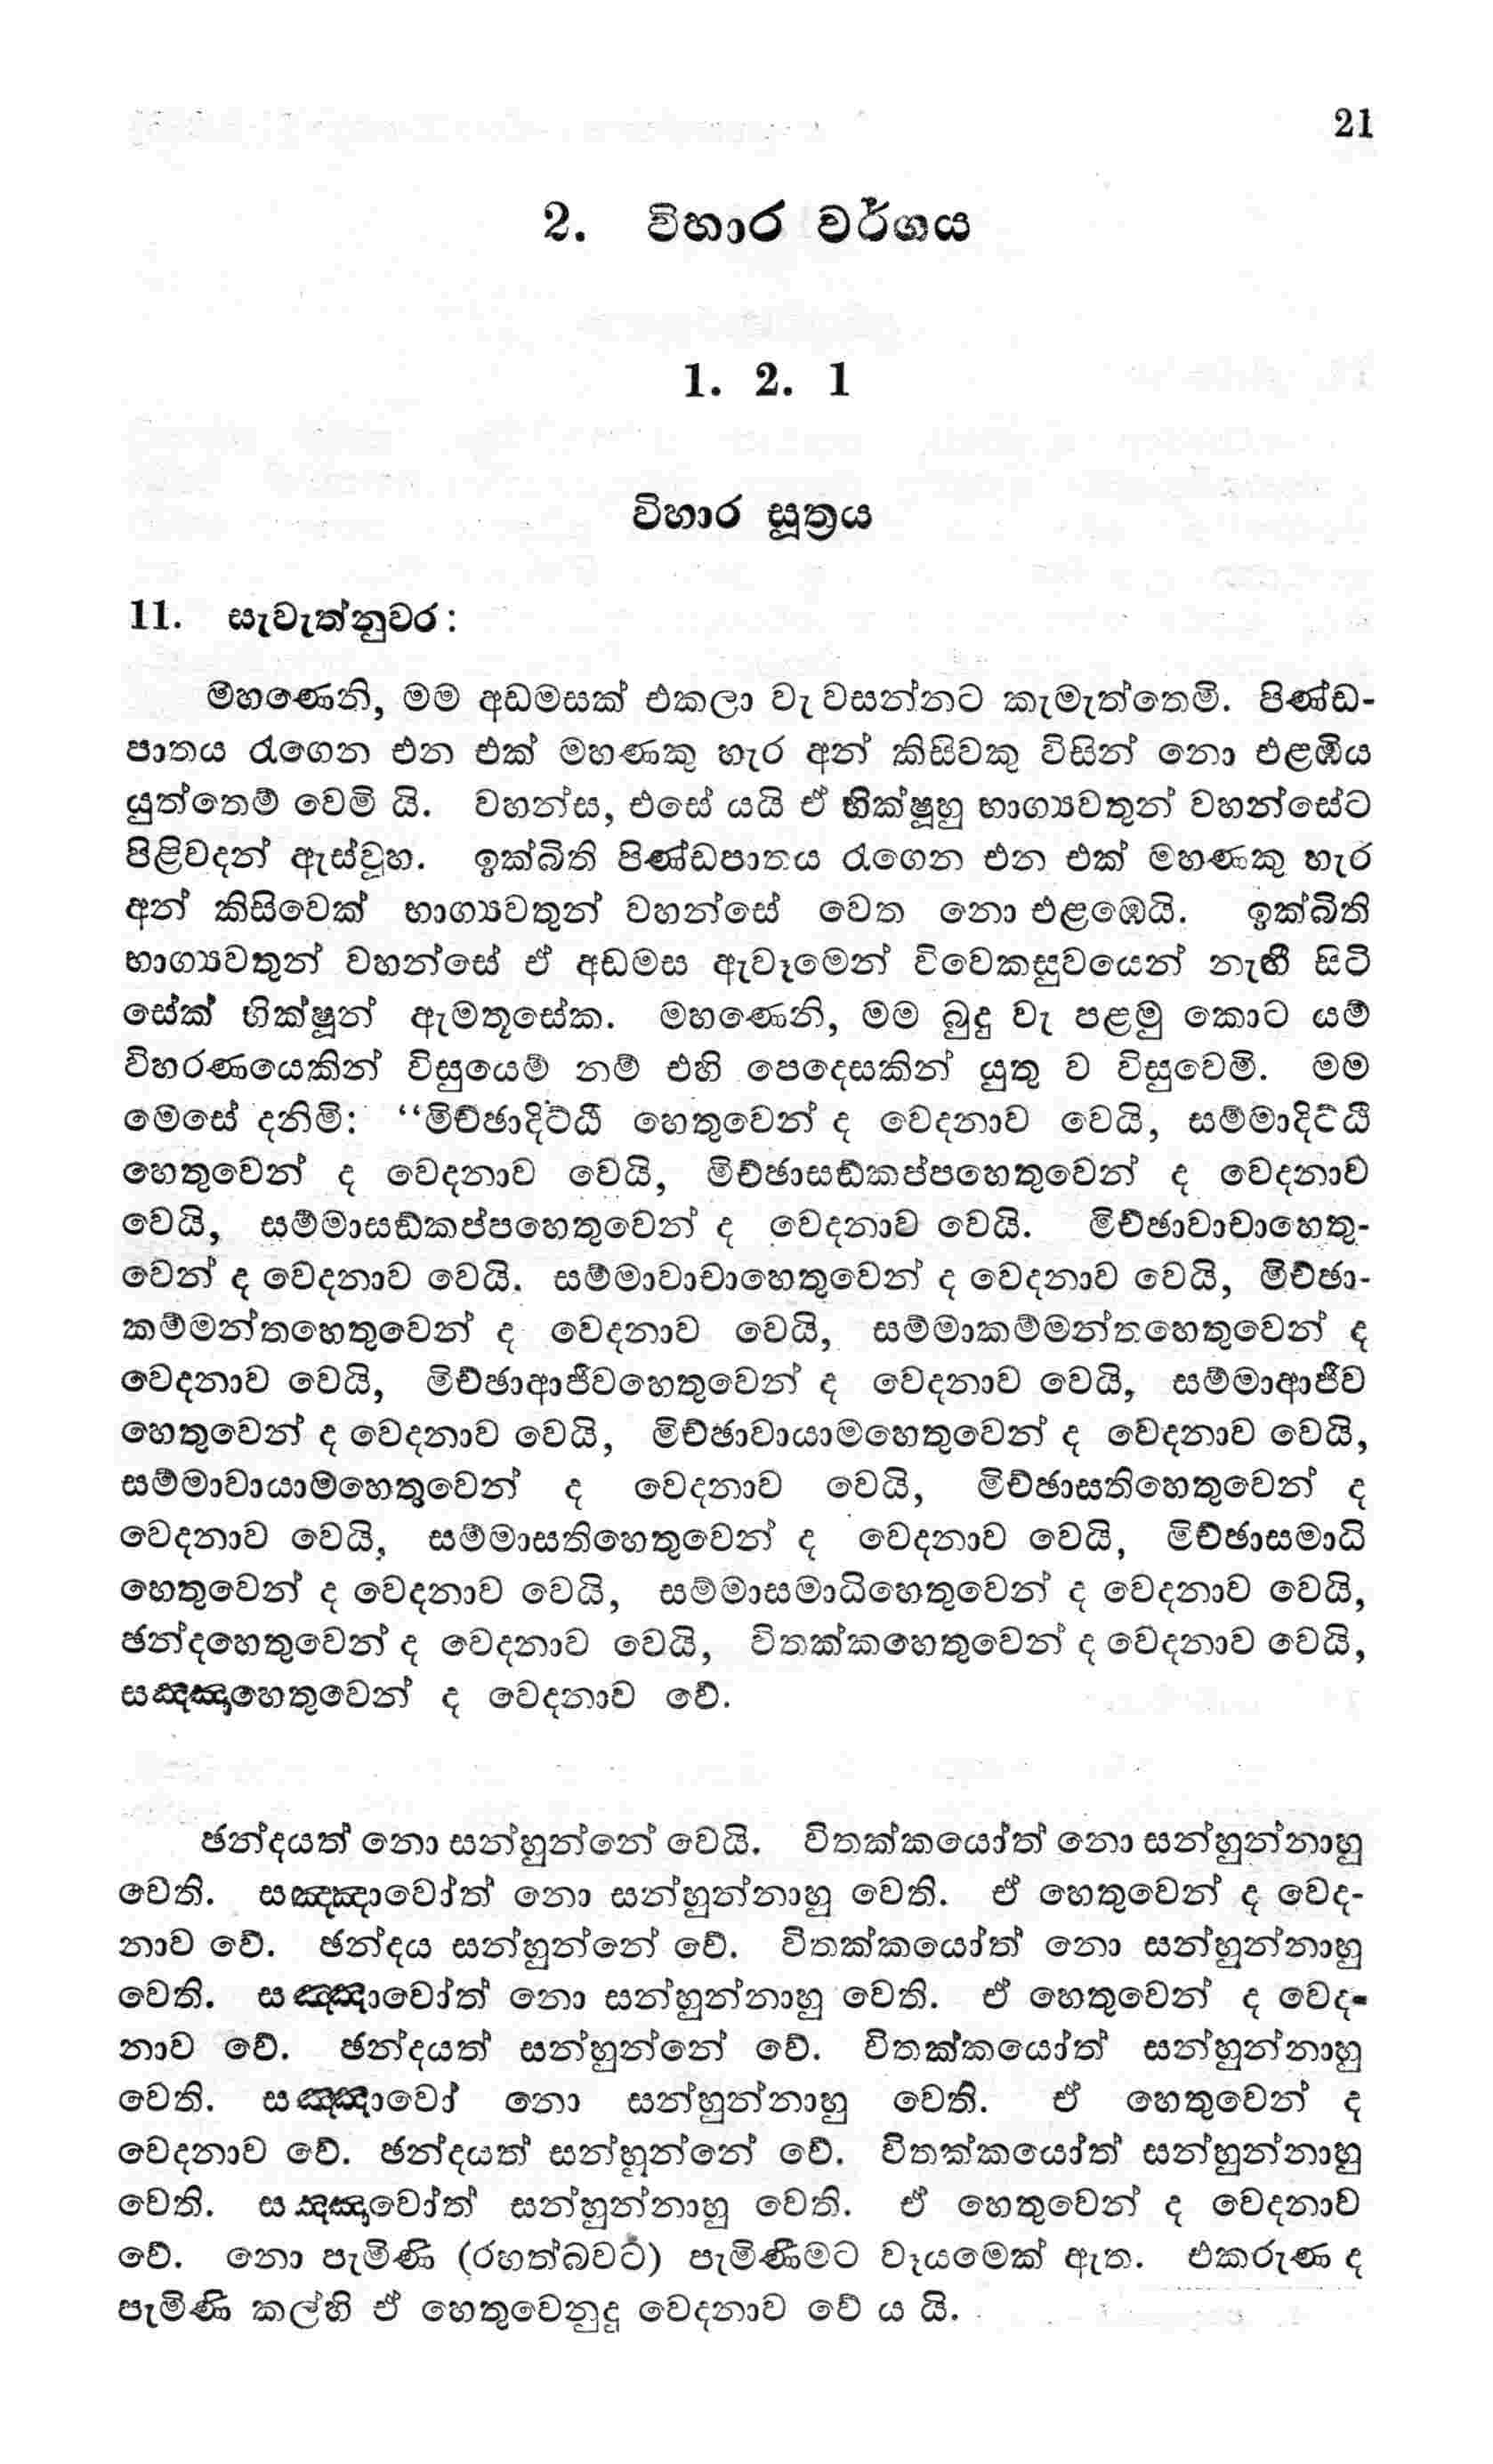 21
2. විහාර වර්ගය
1. 2. 1
විහාර සූත්‍රය
11. සැවැත්නුවර :
මහණෙනි, මම අඩමසක් එකලා වැ වසන්නට කැමැත්තෙමි. පිණ්ඩ-
පාතය රැගෙන එන එක් මහණකු හැර අන් කිසිවකු විසින් නො එළඹිය
යුත්තෙම් වෙමි යි. වහන්ස, එසේ යයි ඒ භික්ෂූහු භාග්‍යවතුන් වහන්සේට
පිළිවදන් ඇස්වූහ. ඉක්බිති පිණ්ඩපාතය රැගෙන එන එක් මහණකු හැර
අන් කිසිවෙක් භාග්‍යවතුන් වහන්සේ වෙත නො එළඹෙයි. ඉක්බිති
භාග්‍යවතුන් වහන්සේ ඒ අඩමස ඇවෑමෙන් විවෙකසුවයෙන් නැඟී සිටි
සේක් භික්ෂූන් ඇමතූසේක. මහණෙනි, මම බුදු වැ පළමු කොට යම්
විහරණයෙකින් විසුයෙම් නම් එහි පෙදෙසකින් යුතු ව විසුවෙමි. මම
මෙසේ දනිමි: “මිච්ඡාදිට්ඨි හෙතුවෙන් ද වෙදනාව වෙයි, සම්මාදිට්ඨි
හෙතුවෙන් ද වෙදනාව වෙයි, මිච්ඡාසඞ්කප්පහෙතුවෙන් ද වෙදනාව
වෙයි, සම්මාසඞ්කප්පහෙතුවෙන් ද වෙදනාව වෙයි. මිච්ඡාවාචාහෙතු-
වෙන් ද වෙදනාව වෙයි. සම්මාවාචාහෙතුවෙන් ද වෙදනාව වෙයි, මිච්ඡා-
කම්මන්තහෙතුවෙන් ද වෙදනාව වෙයි, සම්මාකම්මන්තහෙතුවෙන් ද
වෙදනාව වෙයි, මිච්ඡාආජීවහෙතුවෙන් ද වෙදනාව වෙයි, සම්මාආජීව
හෙතුවෙන් ද වෙදනාව වෙයි, මිච්ඡාවායාමහෙතුවෙන් ද වෙදනාව වෙයි,
සම්මාවායාමහෙතුවෙන් ද වෙදනාව වෙයි, මිච්ඡාසතිහෙතුවෙන් ද
වෙදනාව වෙයි, සම්මාසතිහෙතුවෙන් ද වෙදනාව වෙයි, මිච්ඡාසමාධි
හෙතුවෙන් ද වෙදනාව වෙයි, සම්මාසමාධිහෙතුවෙන් ද වෙදනාව වෙයි,
ඡන්දහෙතුවෙන් ද වෙදනාව වෙයි, විතක්කහෙතුවෙන් ද වෙදනාව වෙයි,
සඤ්ඤාහෙතුවෙන් ද වෙදනාව වේ.
ඡන්දයත් නො සන්හුන්නේ වෙයි. විතක්කයෝත් නො සන්හුන්නාහු
වෙති. සඤ්ඤාවෝත් නො සන්හුන්නාහු වෙති. ඒ හෙතුවෙන් ද වෙද-
නාව වේ. ඡන්දය සන්හුන්නේ වේ. විතක්කයෝත් නො සන්හුන්නාහු
වෙති. සඤ්ඤාවෝත් නො සන්හුන්නාහු වෙති. ඒ හෙතුවෙන් ද වෙද-
නාව වේ. ඡන්දයත් සන්හුන්නේ වේ. විතක්කයෝත් සන්හුන්නාහු
වෙති. සඤ්ඤාවෝ නො සන්හුන්නාහු වෙති. ඒ හෙතුවෙන් ද
වෙදනාව වේ. ඡන්දයත් සන්හුන්නේ වේ. විතක්කයෝත් සන්හුන්නාහු
වෙති. සඤ්ඤාවෝත් සන්හුන්නාහු වෙති. ඒ හෙතුවෙන් ද වෙදනාව
වේ. නො පැමිණි (රහත්බවට) පැමිණීමට වෑයමෙක් ඇත. එකරුණ ද
පැමිණි කල්හි ඒ හෙතුවෙනුදු වෙදනාව වේ ය යි.